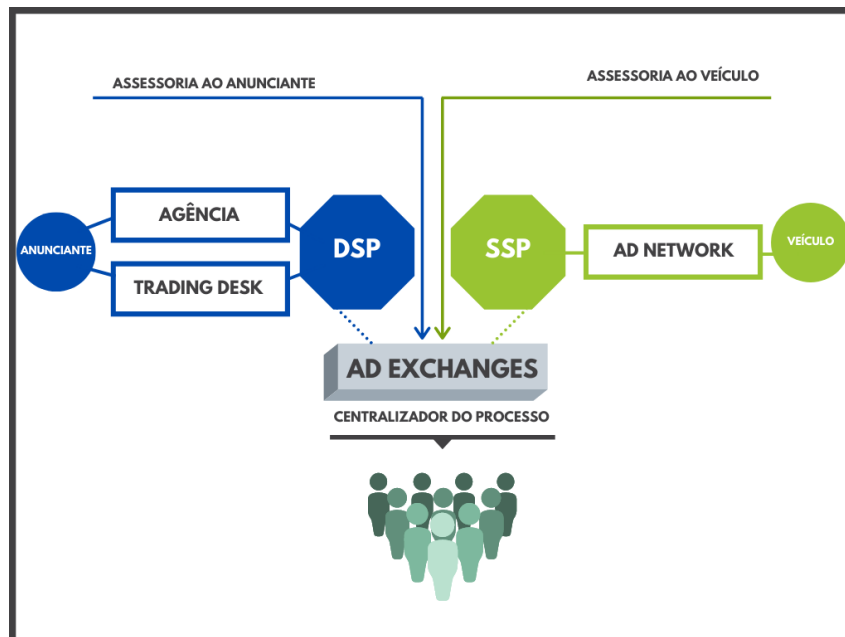 ASSESSORIA AO ANUNCIANTE
ASSESSORIA AO VEÍCULO
ANUNCIANTE
AGÊNCIA
TRADING DESK
DSP
SSP
AD NETWORK
VEÍCULO
AD EXCHANGES
CENTRALIZADOR DO PROCESSO